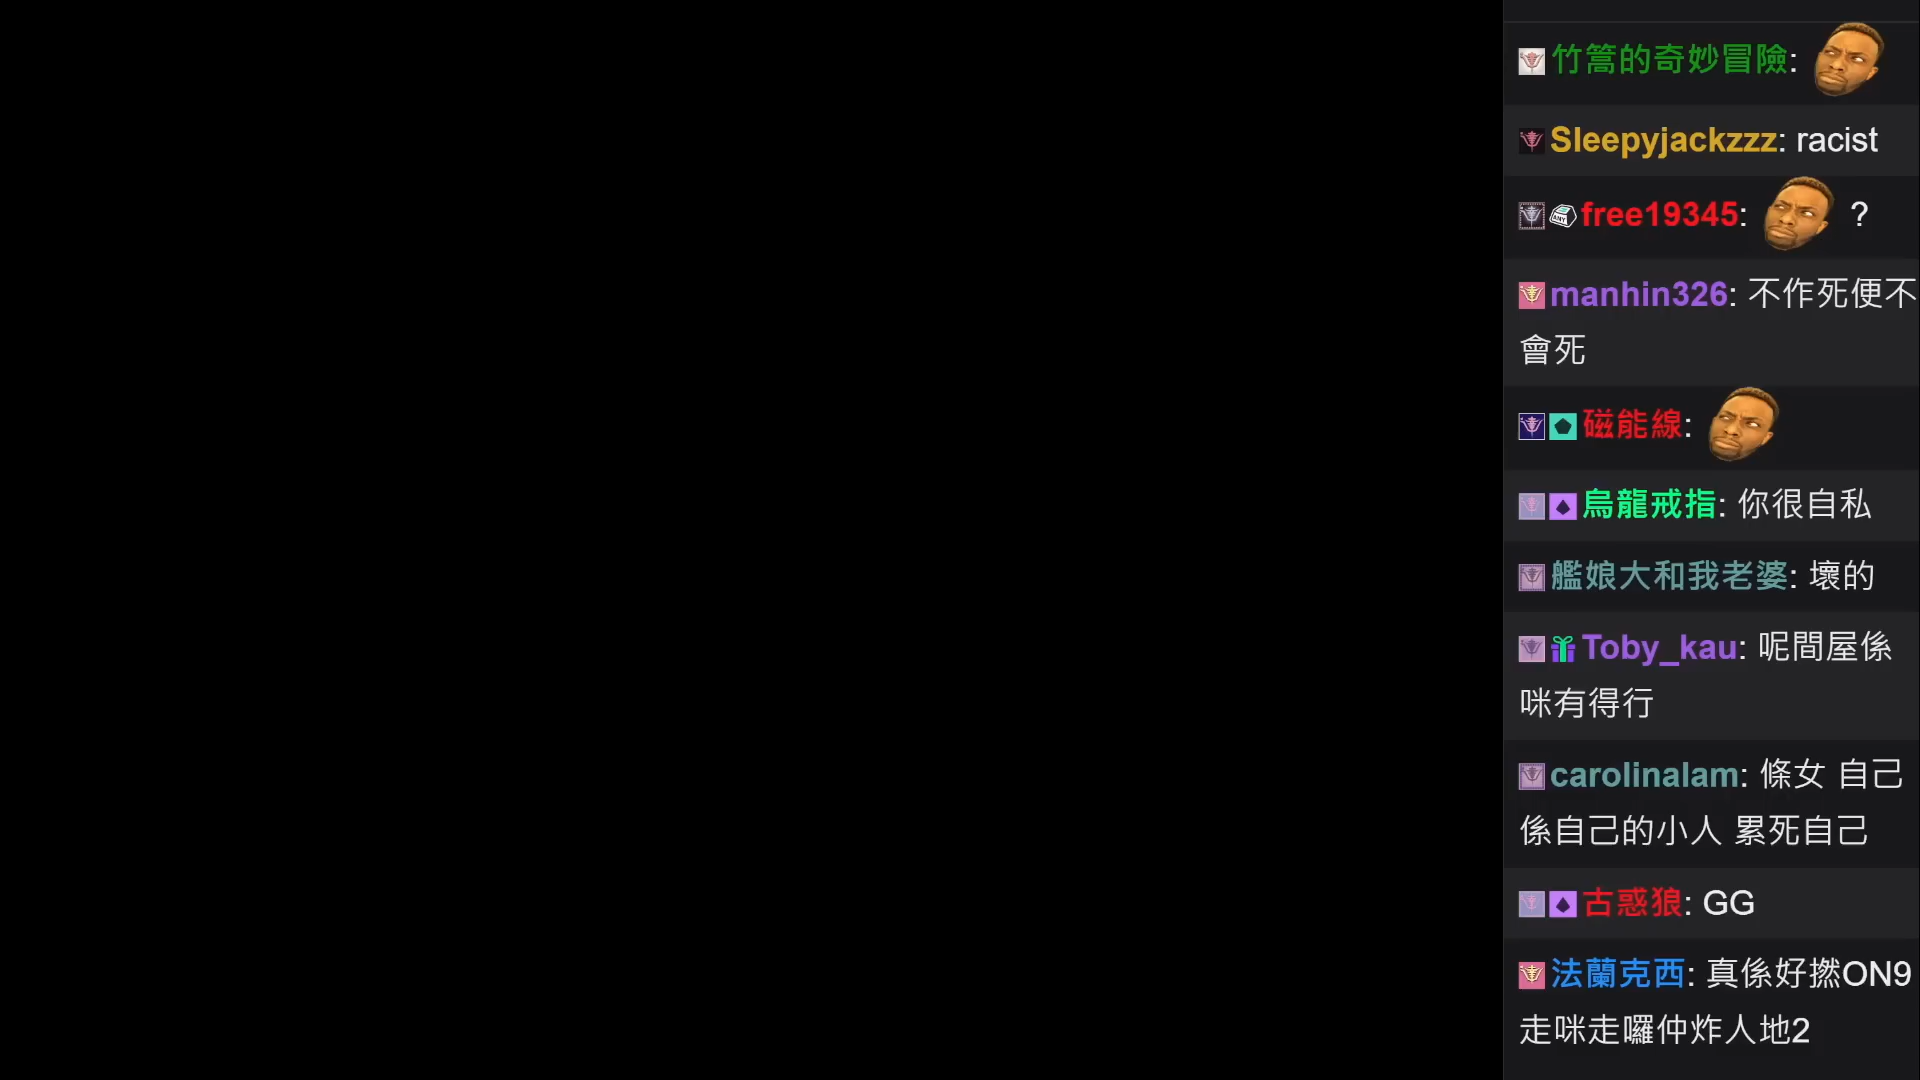 竹篙的奇妙冒險:
Sleepyjackzzz: racist
free19345: ?
manhin326: 不作死便不
會死
磁能線:
烏龍戒指: 你很自私
艦娘大和我老婆: 壞的
Toby_kau: 呢間屋係
咪有得行
carolinalam: 條女 自己
係自己的小人 累死自己
古惑狼: GG
法蘭克西: 真係好撚ON9
走咪走囉仲炸人地2